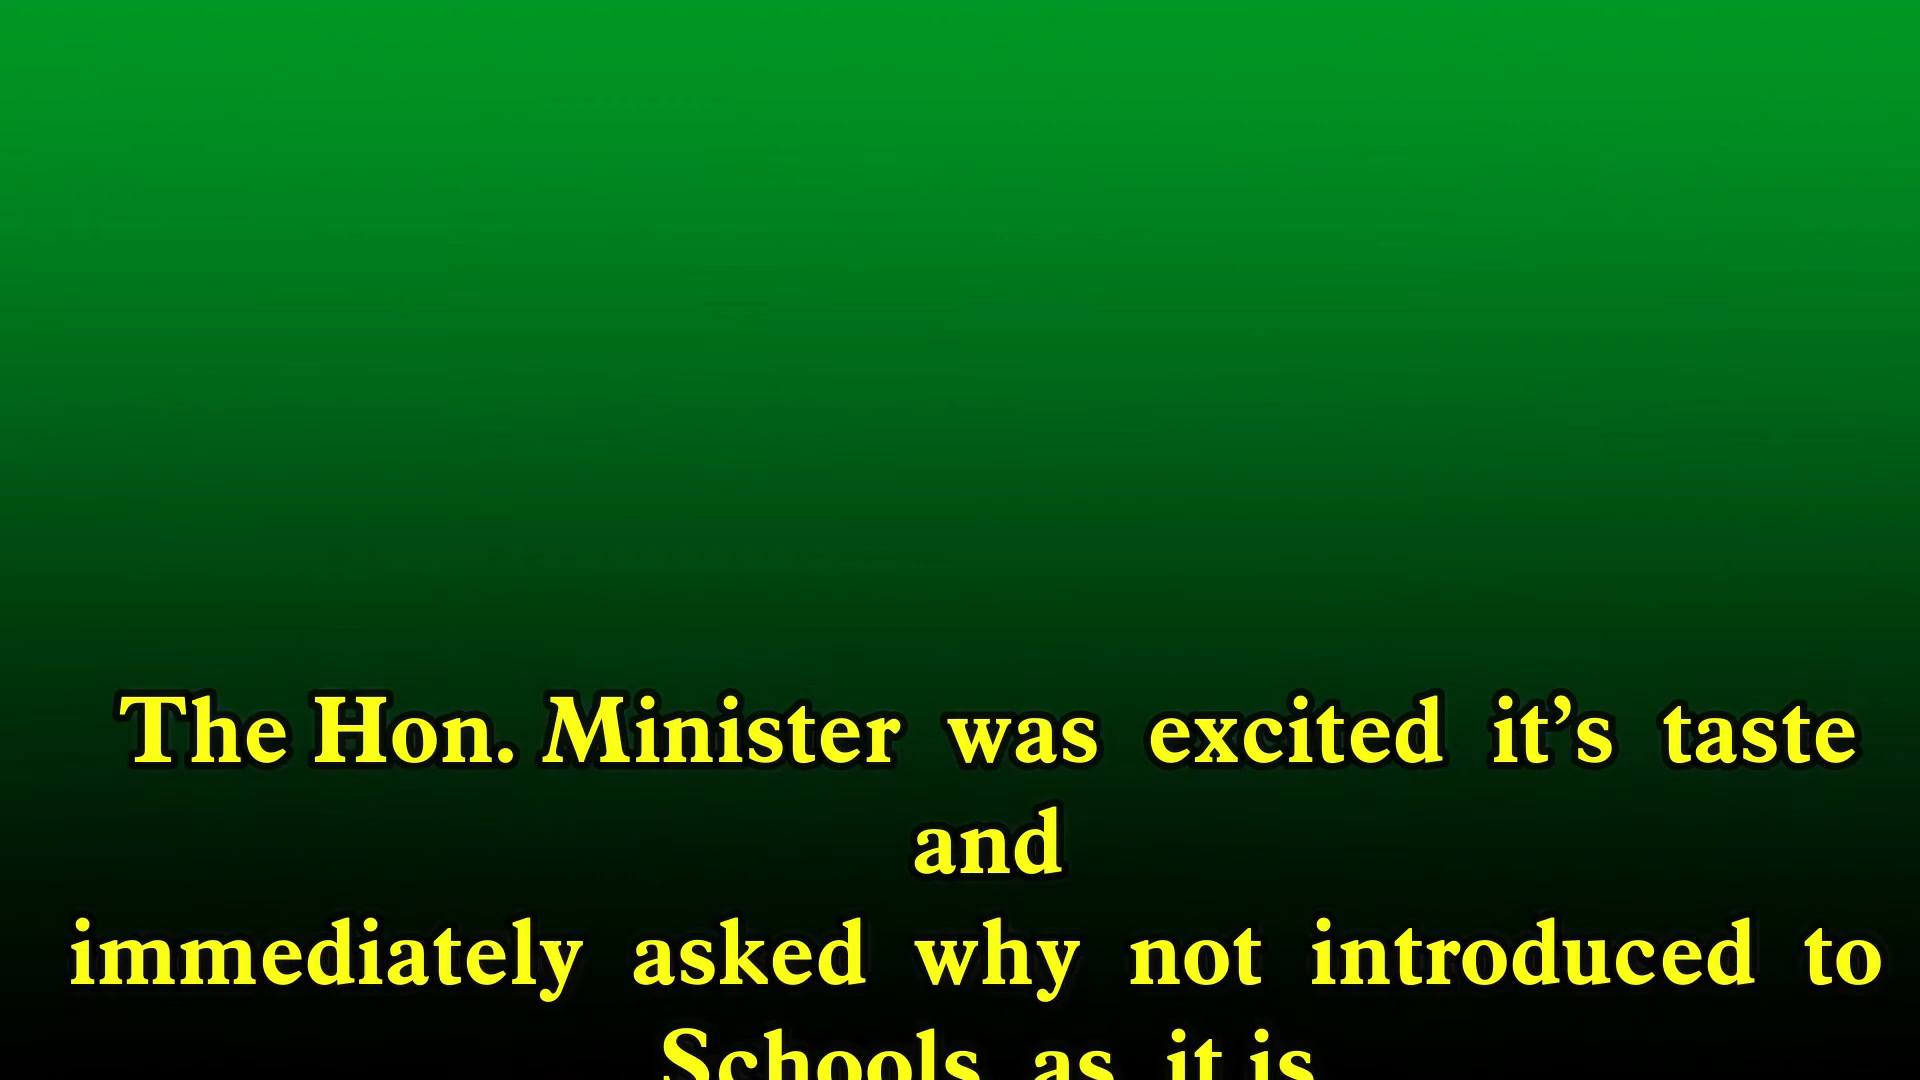 The Hon. Minister was excited it’s taste
and
immediately asked why not introduced to
Schools as it is